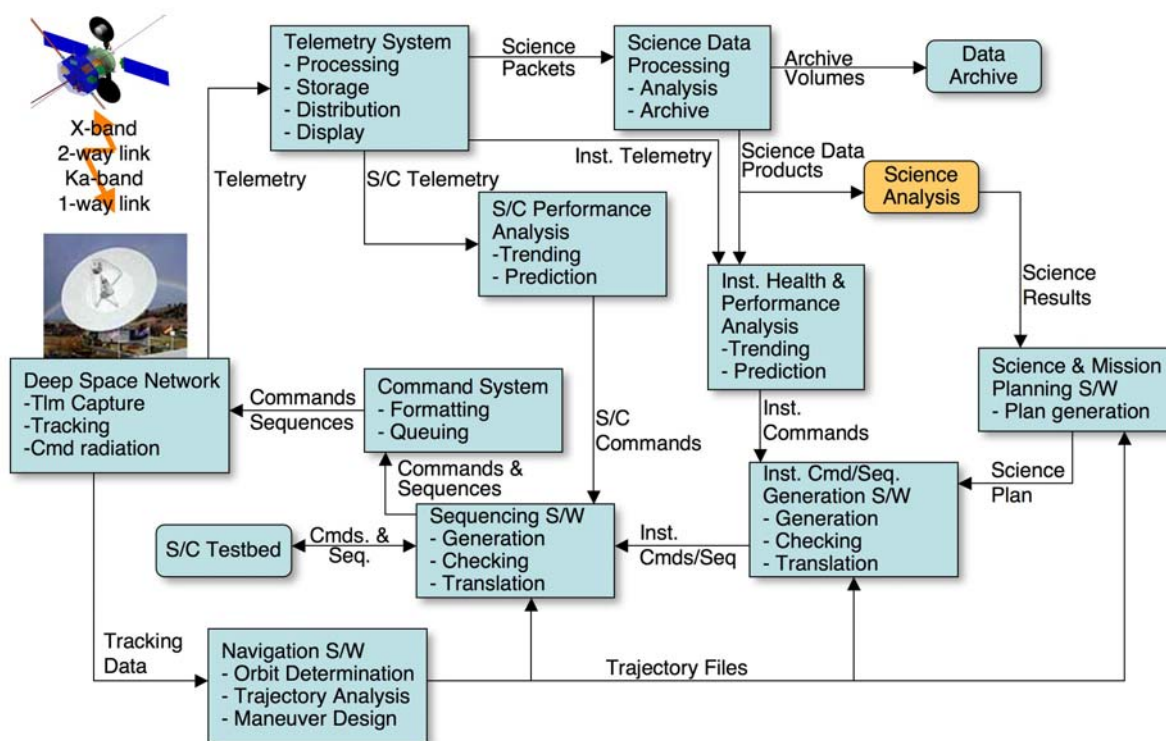 X-band
2-way link
Ka-band
1-way link
Telemetry System
- Processing
- Storage
- Distribution
- Display
Science
Packets
Science Data
Processing
- Analysis
- Archive
Archive
Volumes
Data
Archive
Telemetry
S/C Telemetry
Inst. Telemetry
Science Data
Products
Science
Analysis
S/C Performance
Analysis
-Trending
- Prediction
Inst. Health &
Performance
Analysis
-Trending
- Prediction
Science
Results
Deep Space Network
-Tlm Capture
-Tracking
-Cmd radiation
Commands
Sequences
Command System
- Formatting
- Queuing
S/C
Commands
Inst.
Commands
Science & Mission
Planning S/W
- Plan generation
Commands &
Sequences
Science
Plan
S/C Testbed
Cmds. &
Seq.
Sequencing S/W
- Generation
- Checking
- Translation
Inst.
Cmds/Seq
Inst. Cmd/Seq.
Generation S/W
- Generation
- Checking
- Translation
Tracking
Data
Navigation S/W
- Orbit Determination
- Trajectory Analysis
- Maneuver Design
Trajectory Files